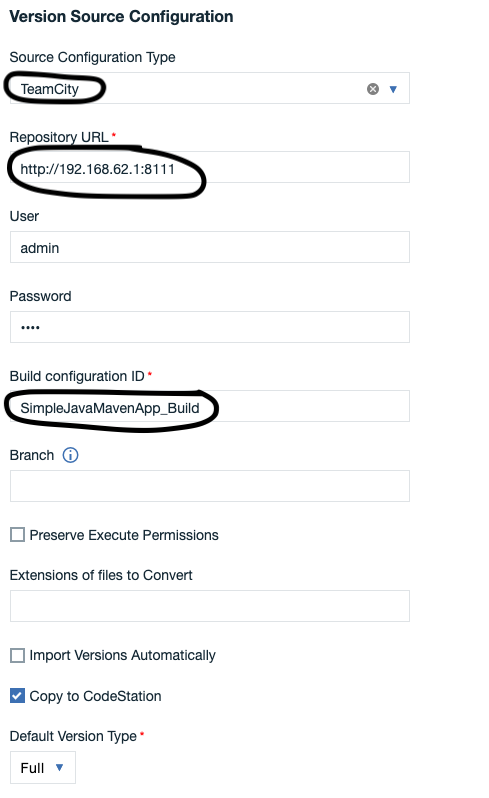 Version Source Configuration
Source Configuration Type
TeamCity
Repository URL*
http://192.168.62.1:8111
User
admin
Password
••••
Build configuration ID*
SimpleJavaMavenApp_Build
Branch
Preserve Execute Permissions
Extensions of files to Convert
Import Versions Automatically
Copy to CodeStation
Default Version Type*
Full